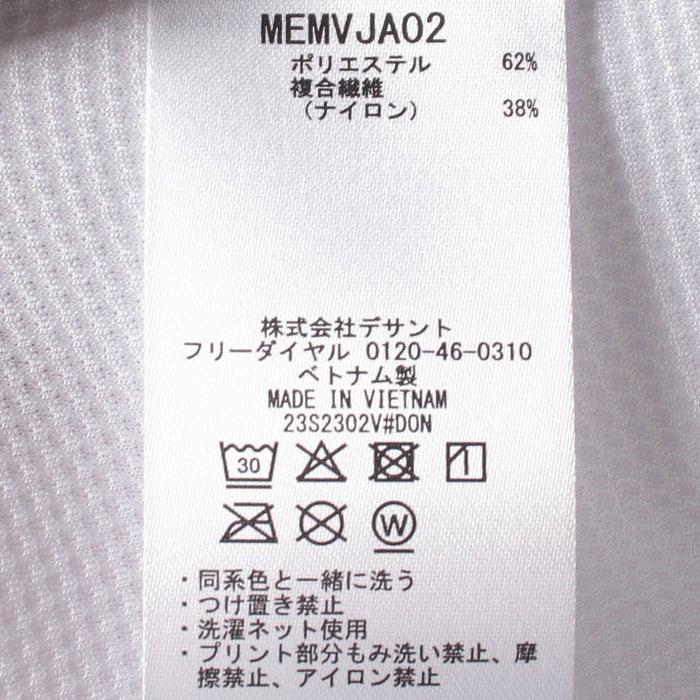 MEMVJA02
ポリエステル 62%
複合繊維
（ナイロン） 38%
株式会社デサント
フリーダイヤル 0120-46-0310
ベトナム製
MADE IN VIETNAM
23S2302V#DON
30
W
・同系色と一緒に洗う
・つけ置き禁止
・洗濯ネット使用
・プリント部分もみ洗い禁止、摩
擦禁止、アイロン禁止